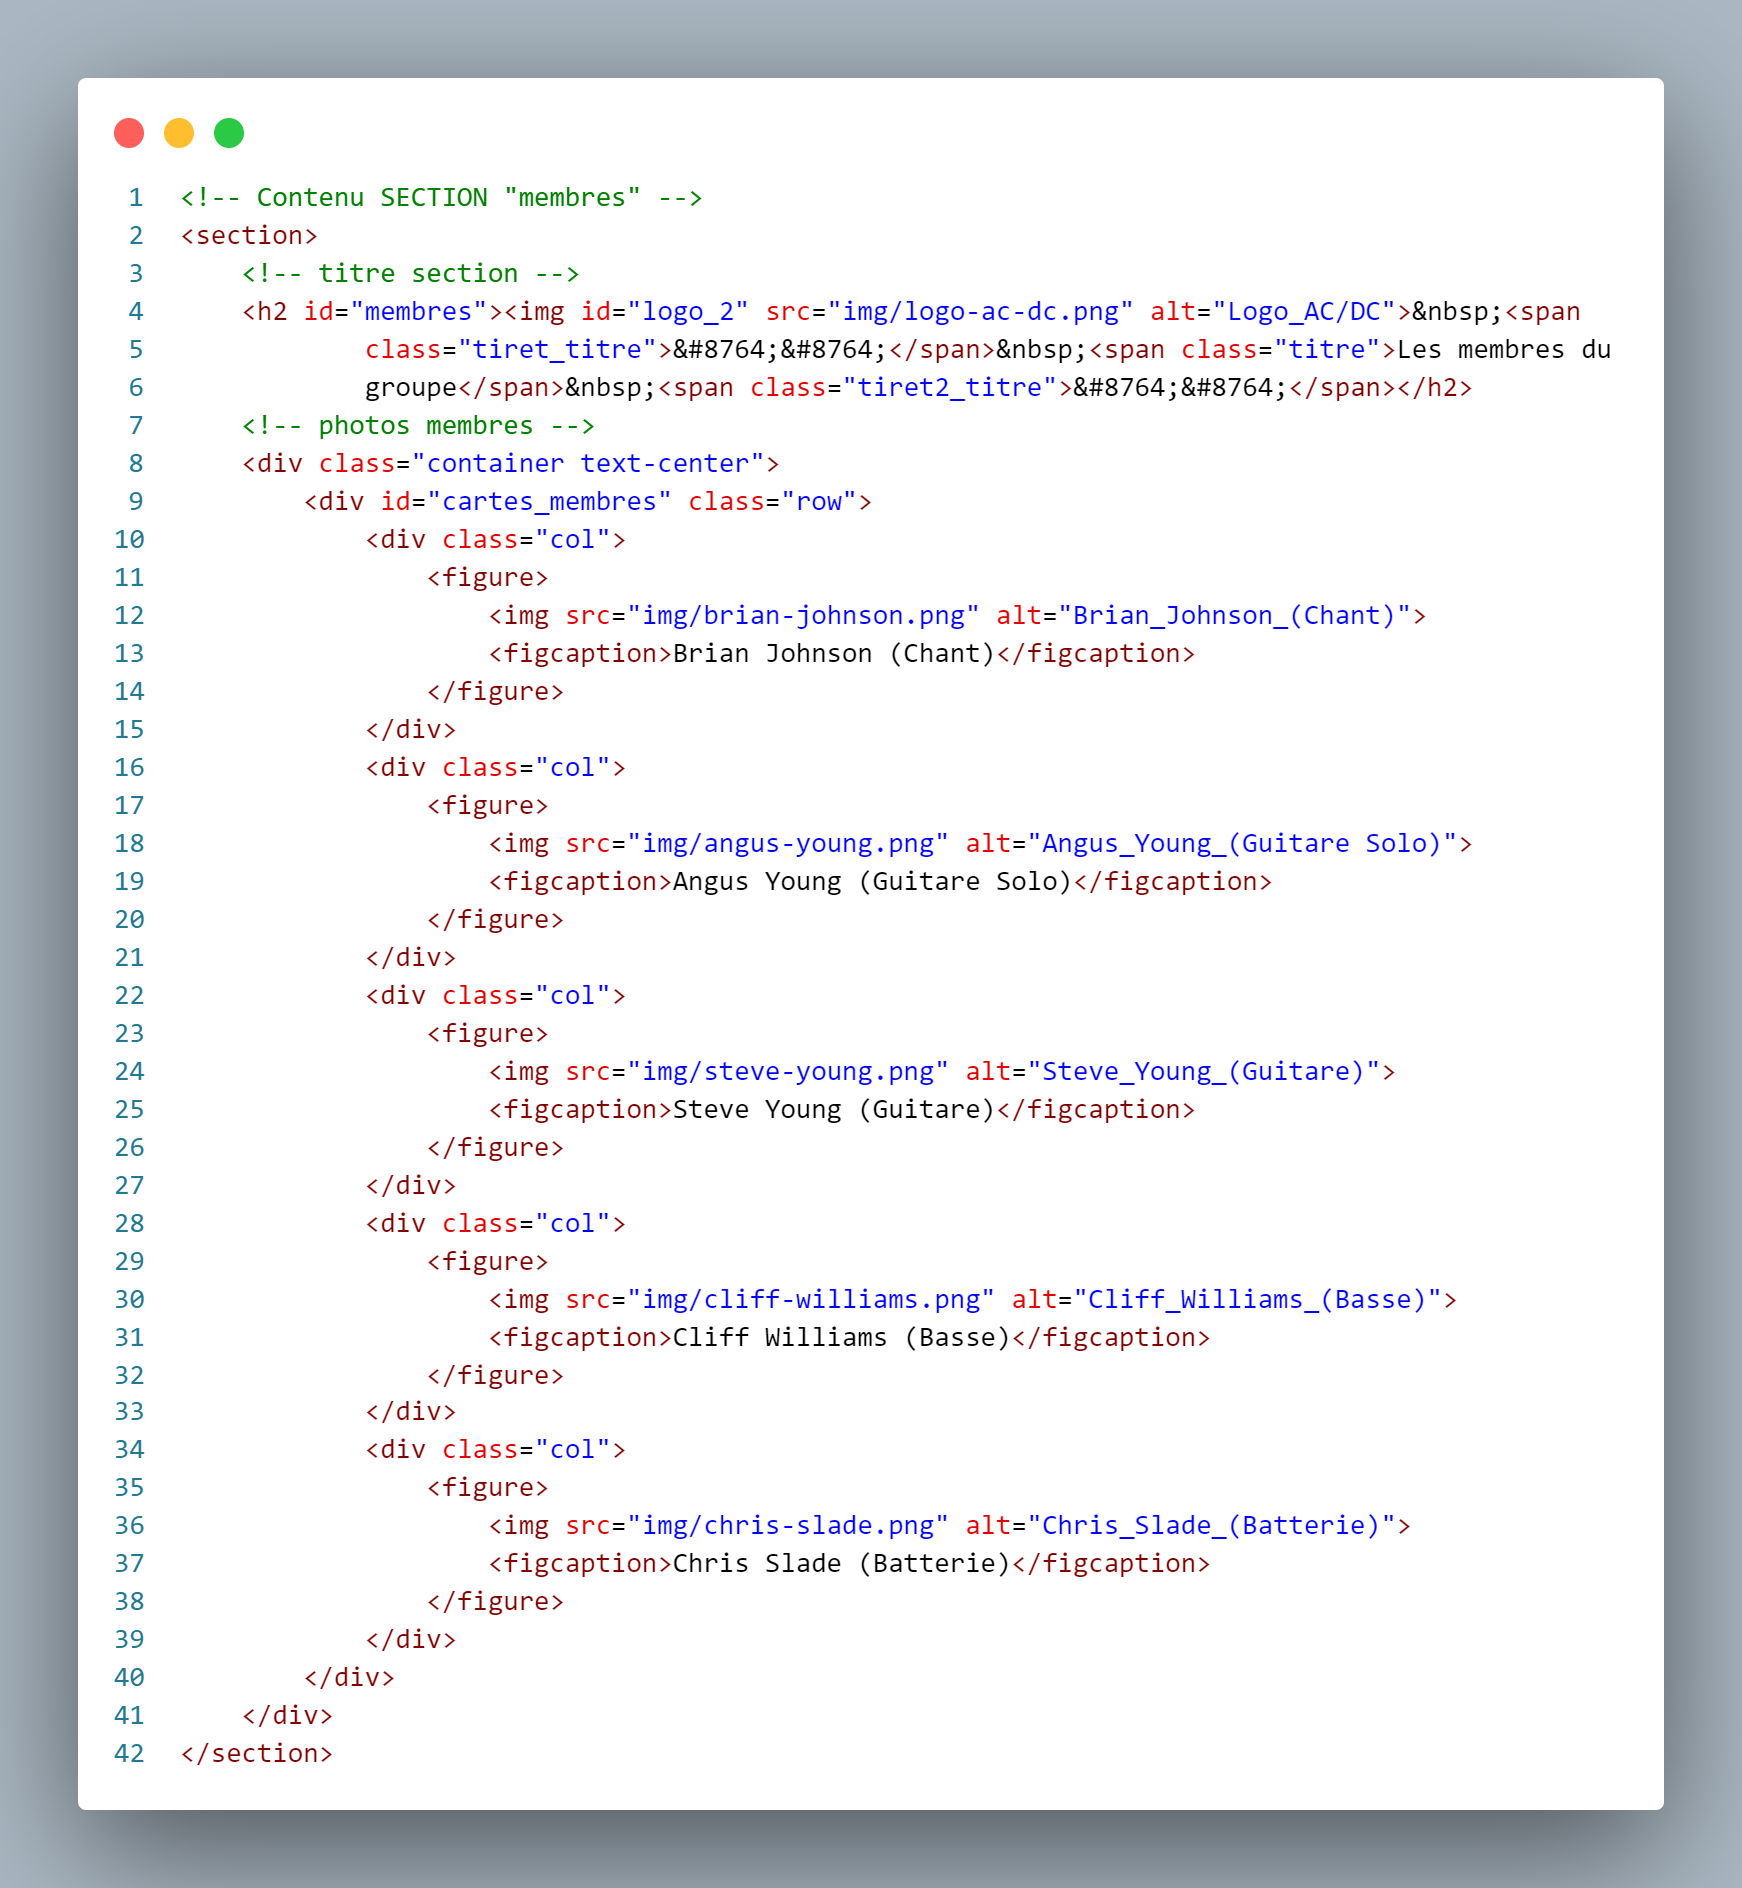 1 <!-- Contenu SECTION "membres" -->
2 <section>
3     <!-- titre section -->
4     <h2 id="membres"><img id="logo_2" src="img/logo-ac-dc.png" alt="Logo_AC/DC">&nbsp;<span
5             class="tiret_titre">&#8764;&#8764;</span>&nbsp;<span class="titre">Les membres du
6             groupe</span>&nbsp;<span class="tiret2_titre">&#8764;&#8764;</span></h2>
7     <!-- photos membres -->
8     <div class="container text-center">
9         <div id="cartes_membres" class="row">
10             <div class="col">
11                 <figure>
12                     <img src="img/brian-johnson.png" alt="Brian_Johnson_(Chant)">
13                     <figcaption>Brian Johnson (Chant)</figcaption>
14                 </figure>
15             </div>
16             <div class="col">
17                 <figure>
18                     <img src="img/angus-young.png" alt="Angus_Young_(Guitare Solo)">
19                     <figcaption>Angus Young (Guitare Solo)</figcaption>
20                 </figure>
21             </div>
22             <div class="col">
23                 <figure>
24                     <img src="img/steve-young.png" alt="Steve_Young_(Guitare)">
25                     <figcaption>Steve Young (Guitare)</figcaption>
26                 </figure>
27             </div>
28             <div class="col">
29                 <figure>
30                     <img src="img/cliff-williams.png" alt="Cliff_Williams_(Basse)">
31                     <figcaption>Cliff Williams (Basse)</figcaption>
32                 </figure>
33             </div>
34             <div class="col">
35                 <figure>
36                     <img src="img/chris-slade.png" alt="Chris_Slade_(Batterie)">
37                     <figcaption>Chris Slade (Batterie)</figcaption>
38                 </figure>
39             </div>
40         </div>
41     </div>
42 </section>